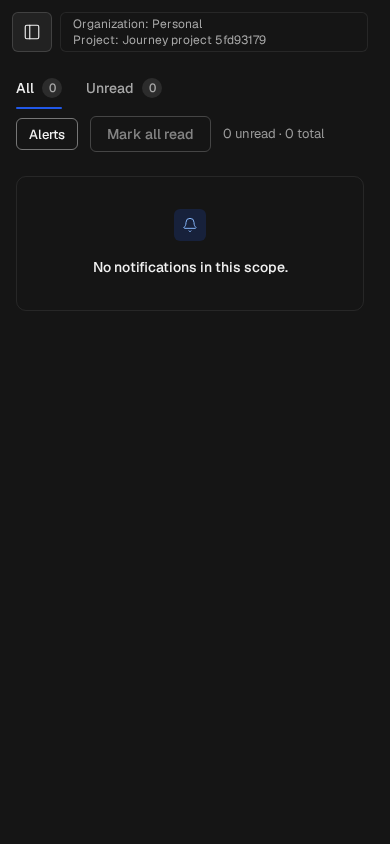 Organization: Personal
Project: Journey project 5fd93179
All 0 Unread 0
Alerts Mark all read 0 unread · 0 total
No notifications in this scope.